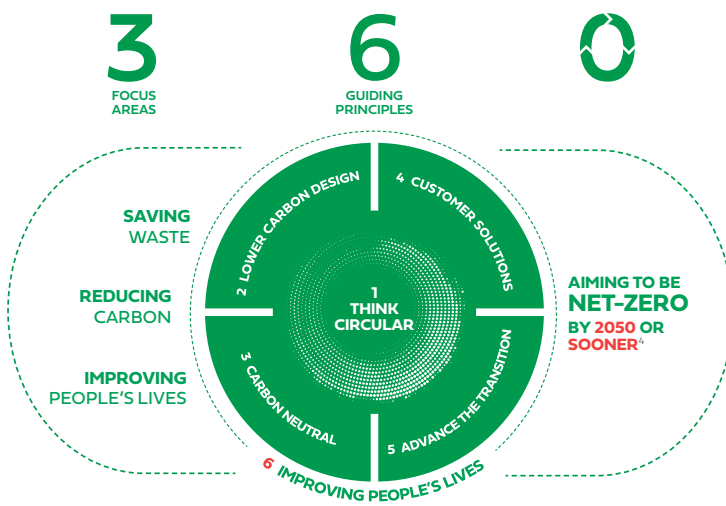 3
FOCUS
AREAS
6
GUIDING
PRINCIPLES
0
SAVING
WASTE
REDUCING
CARBON
IMPROVING
PEOPLE'S LIVES
1
THINK
CIRCULAR
2 LOWER CARBON DESIGN
3 CARBON NEUTRAL
4 CUSTOMER SOLUTIONS
5 ADVANCE THE TRANSITION
6 IMPROVING PEOPLE'S LIVES
AIMING TO BE
NET-ZERO
BY 2050 OR
SOONER⁴